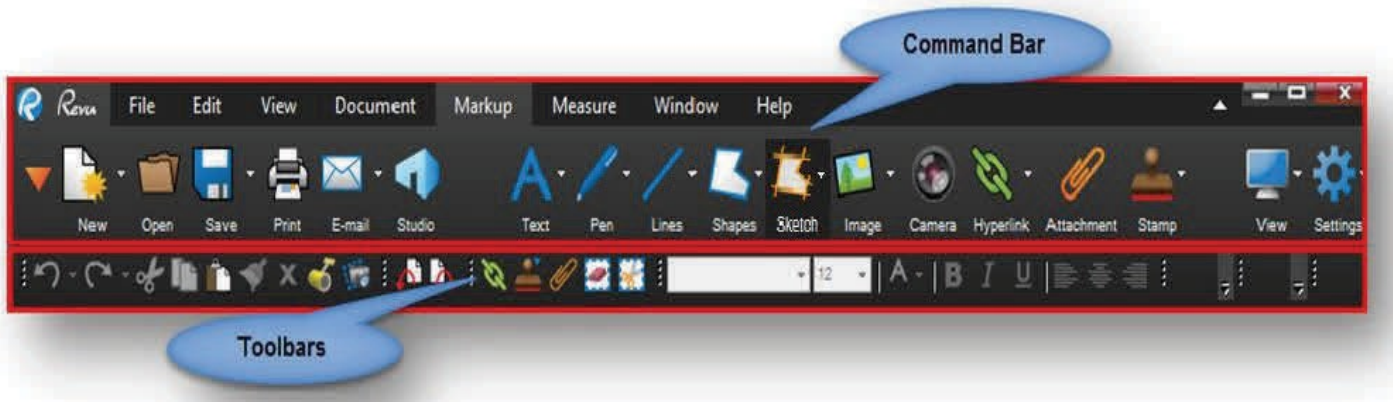 Command Bar
Revu File Edit View Document Markup Measure Window Help
New Open Save Print E-mail Studio Text Pen Lines Shapes Sketch Image Camera Hyperlink Attachment Stamp View Settings
12 A B I U
Toolbars